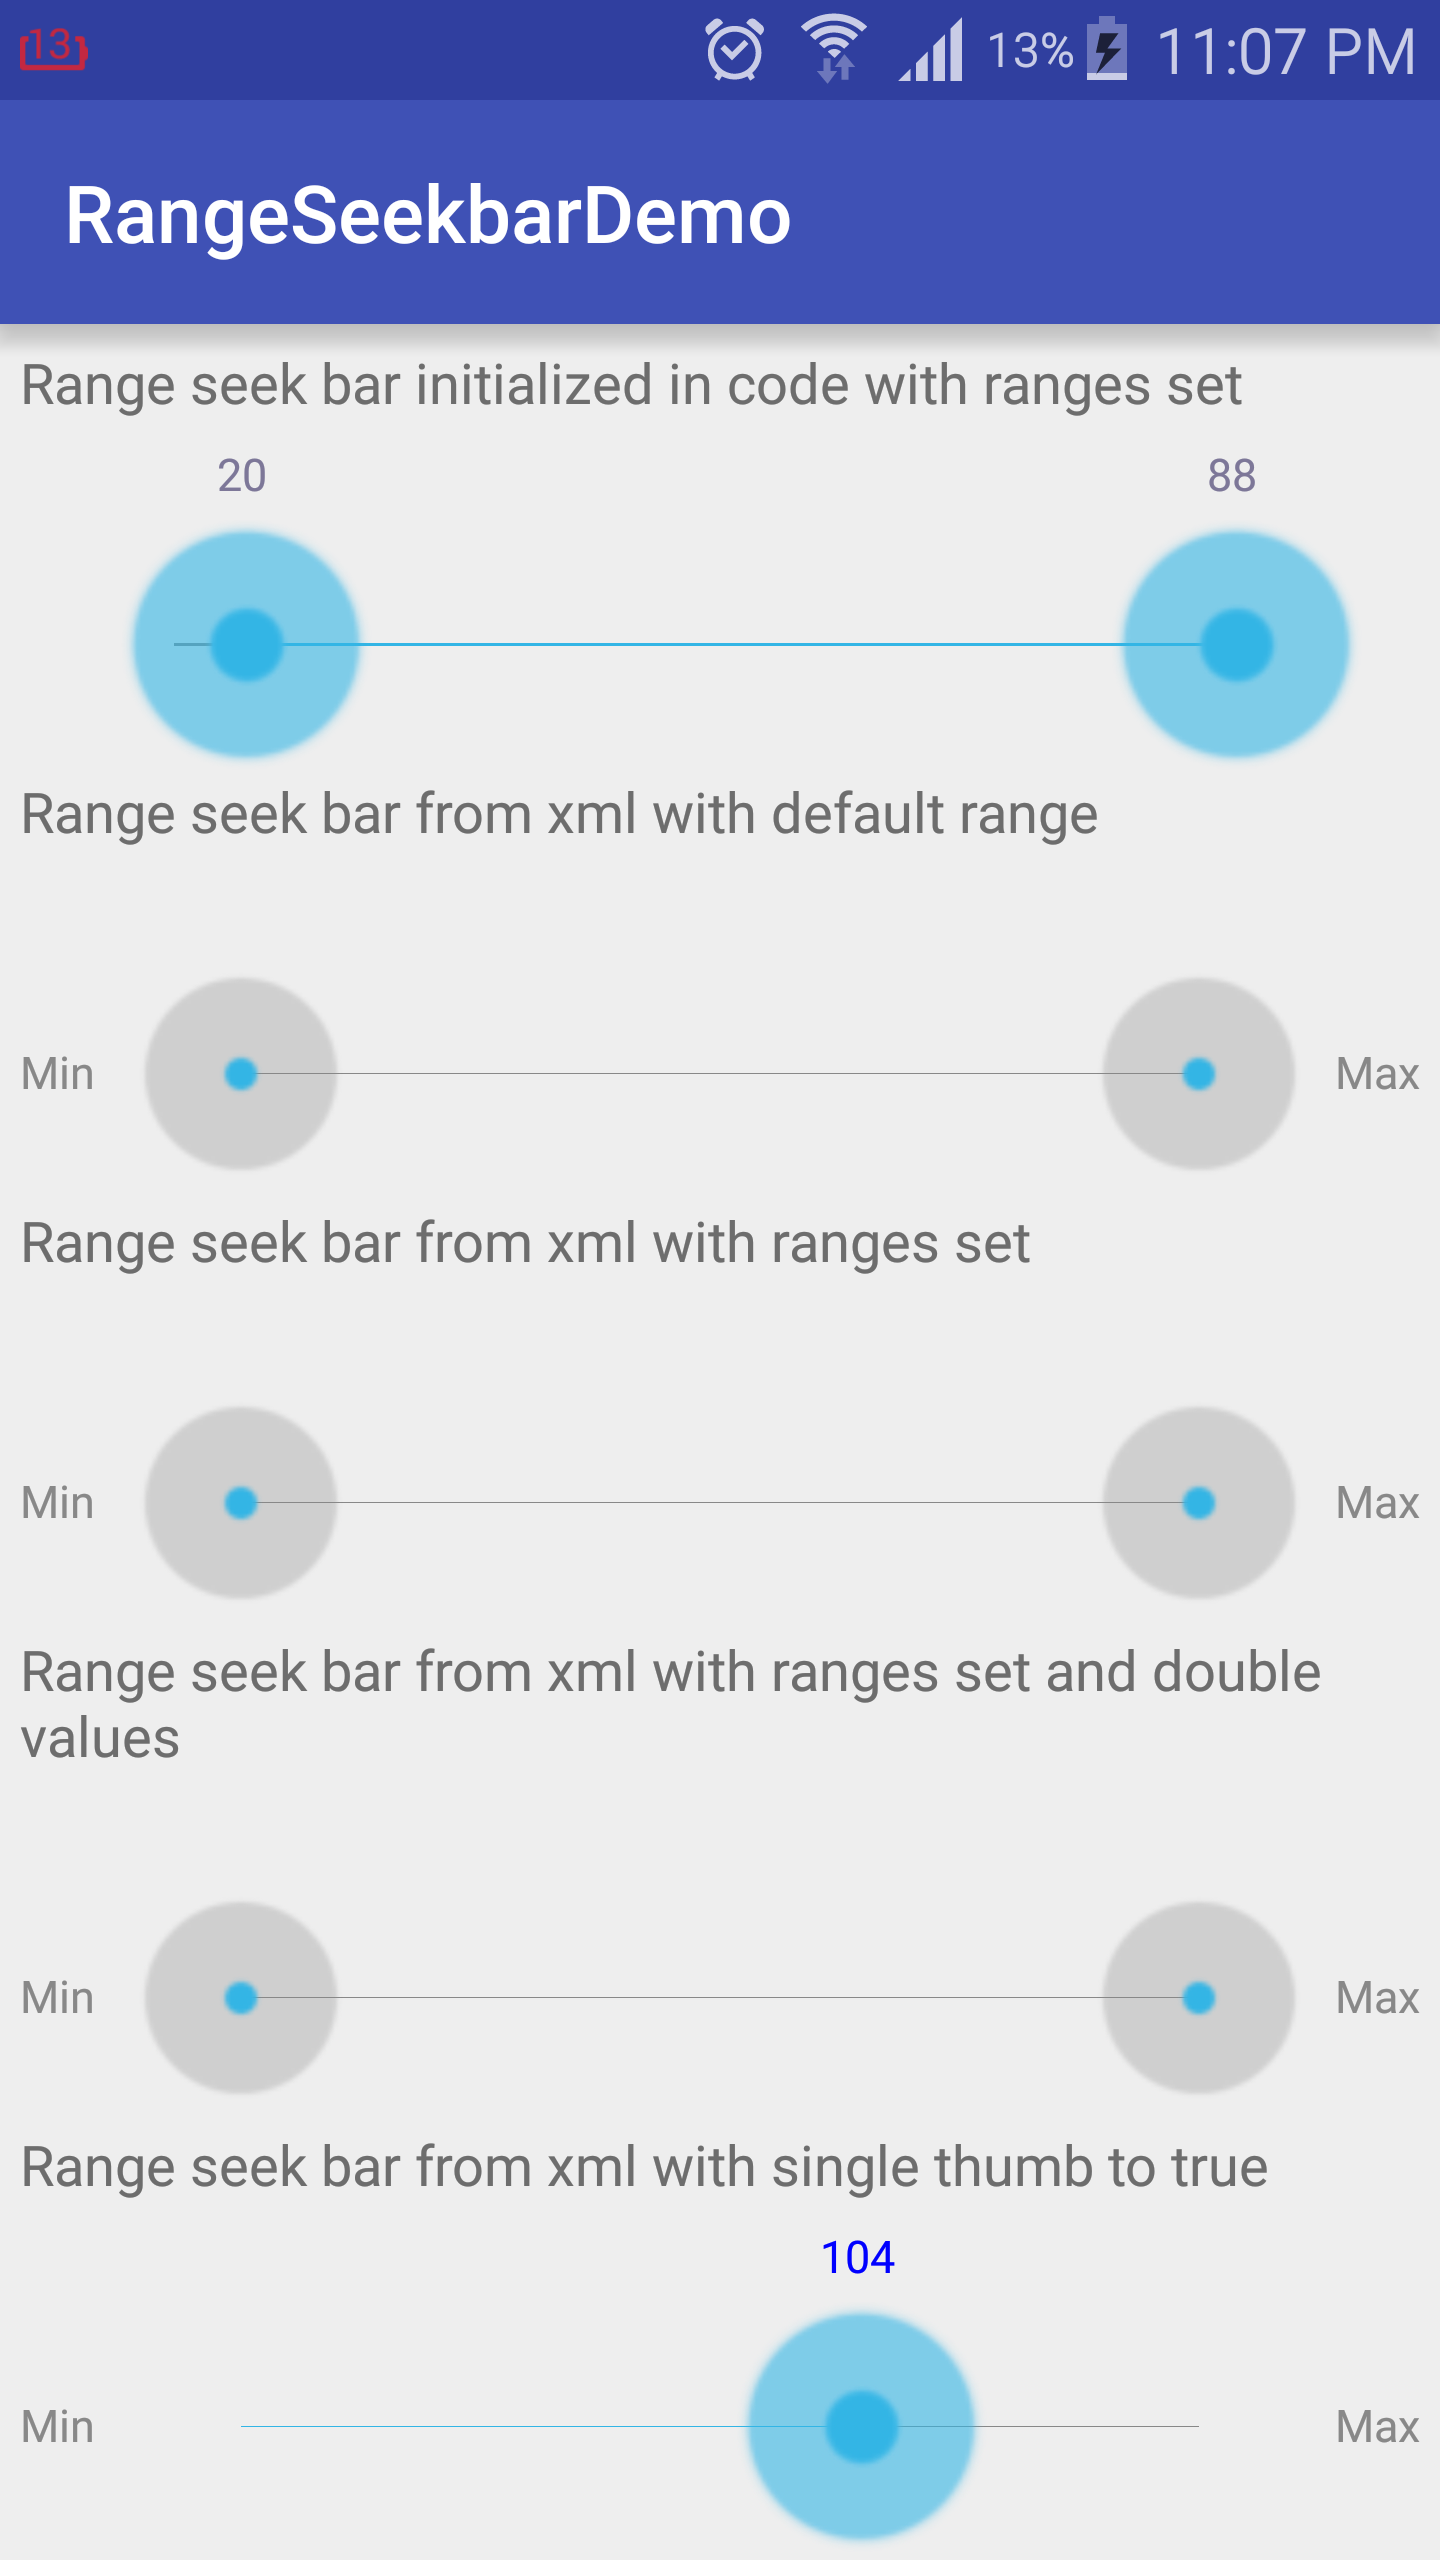 13
13%
11:07 PM
RangeSeekbarDemo
Range seek bar initialized in code with ranges set
20 88
Range seek bar from xml with default range
Min Max
Range seek bar from xml with ranges set
Min Max
Range seek bar from xml with ranges set and double
values
Min Max
Range seek bar from xml with single thumb to true
104
Min Max